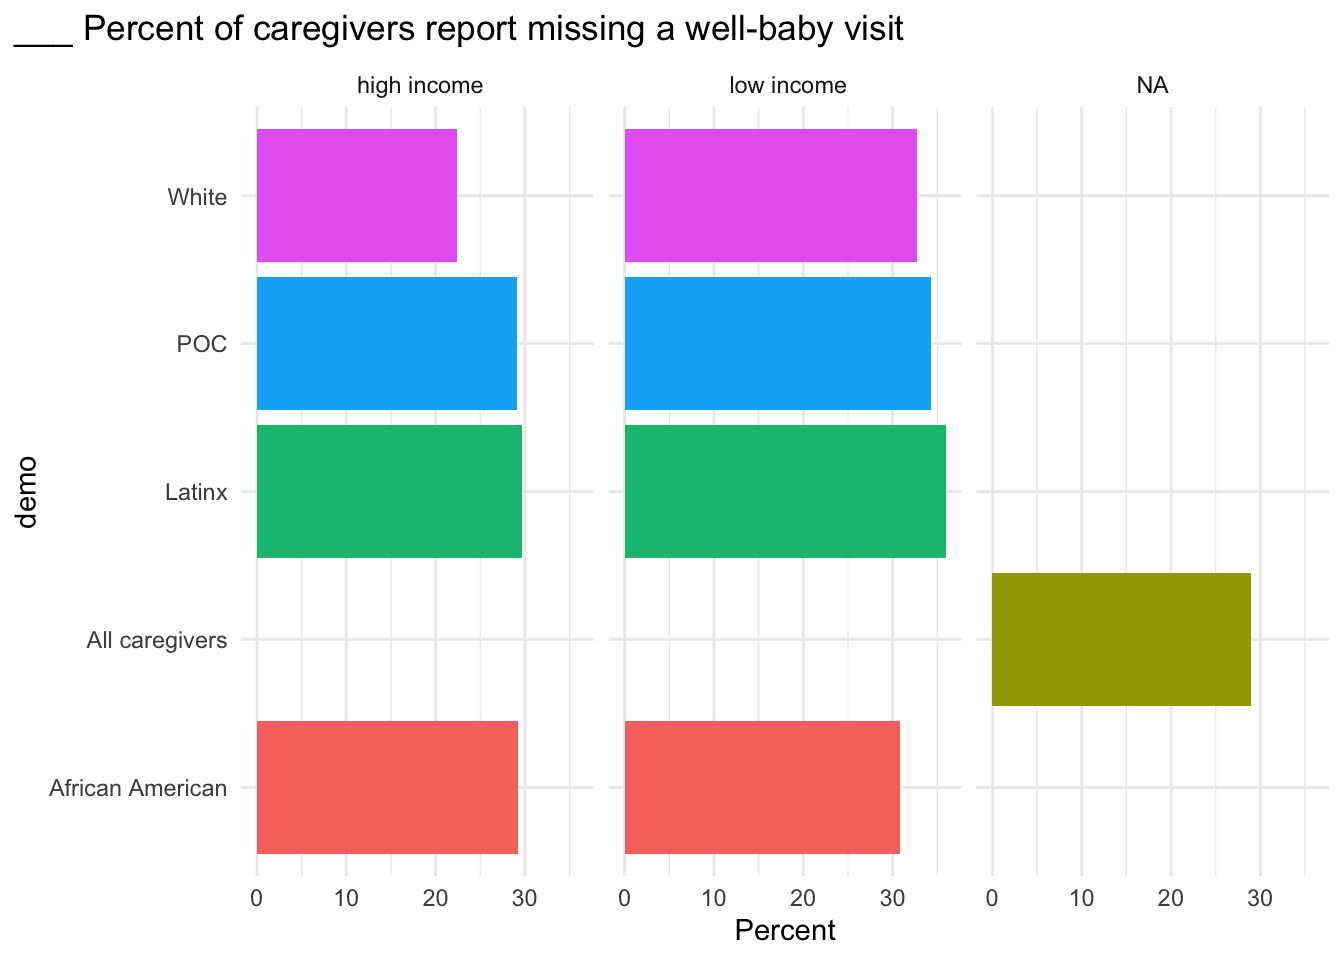 ___ Percent of caregivers report missing a well-baby visit
high income low income NA
White
POC
Latinx
All caregivers
African American
demo
0 10 20 30 0 10 20 30 0 10 20 30
Percent